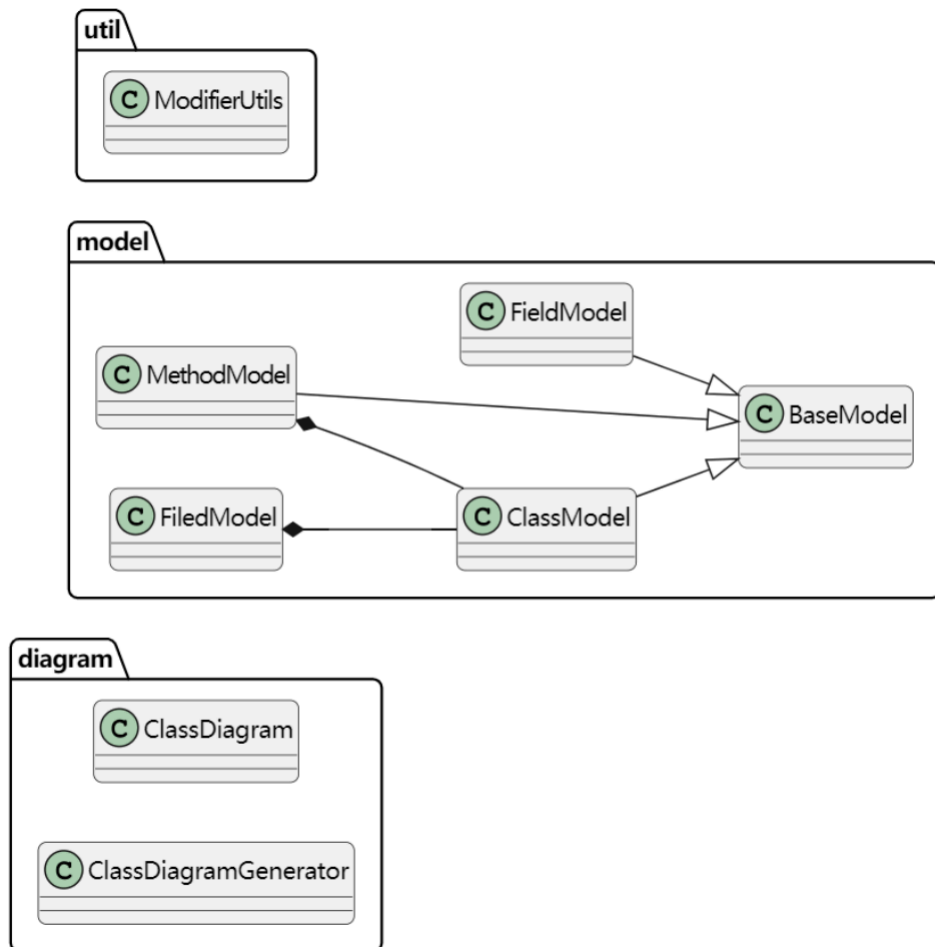 util
C ModifierUtils
model
C FieldModel
C MethodModel
C BaseModel
C FiledModel
C ClassModel
diagram
C ClassDiagram
C ClassDiagramGenerator